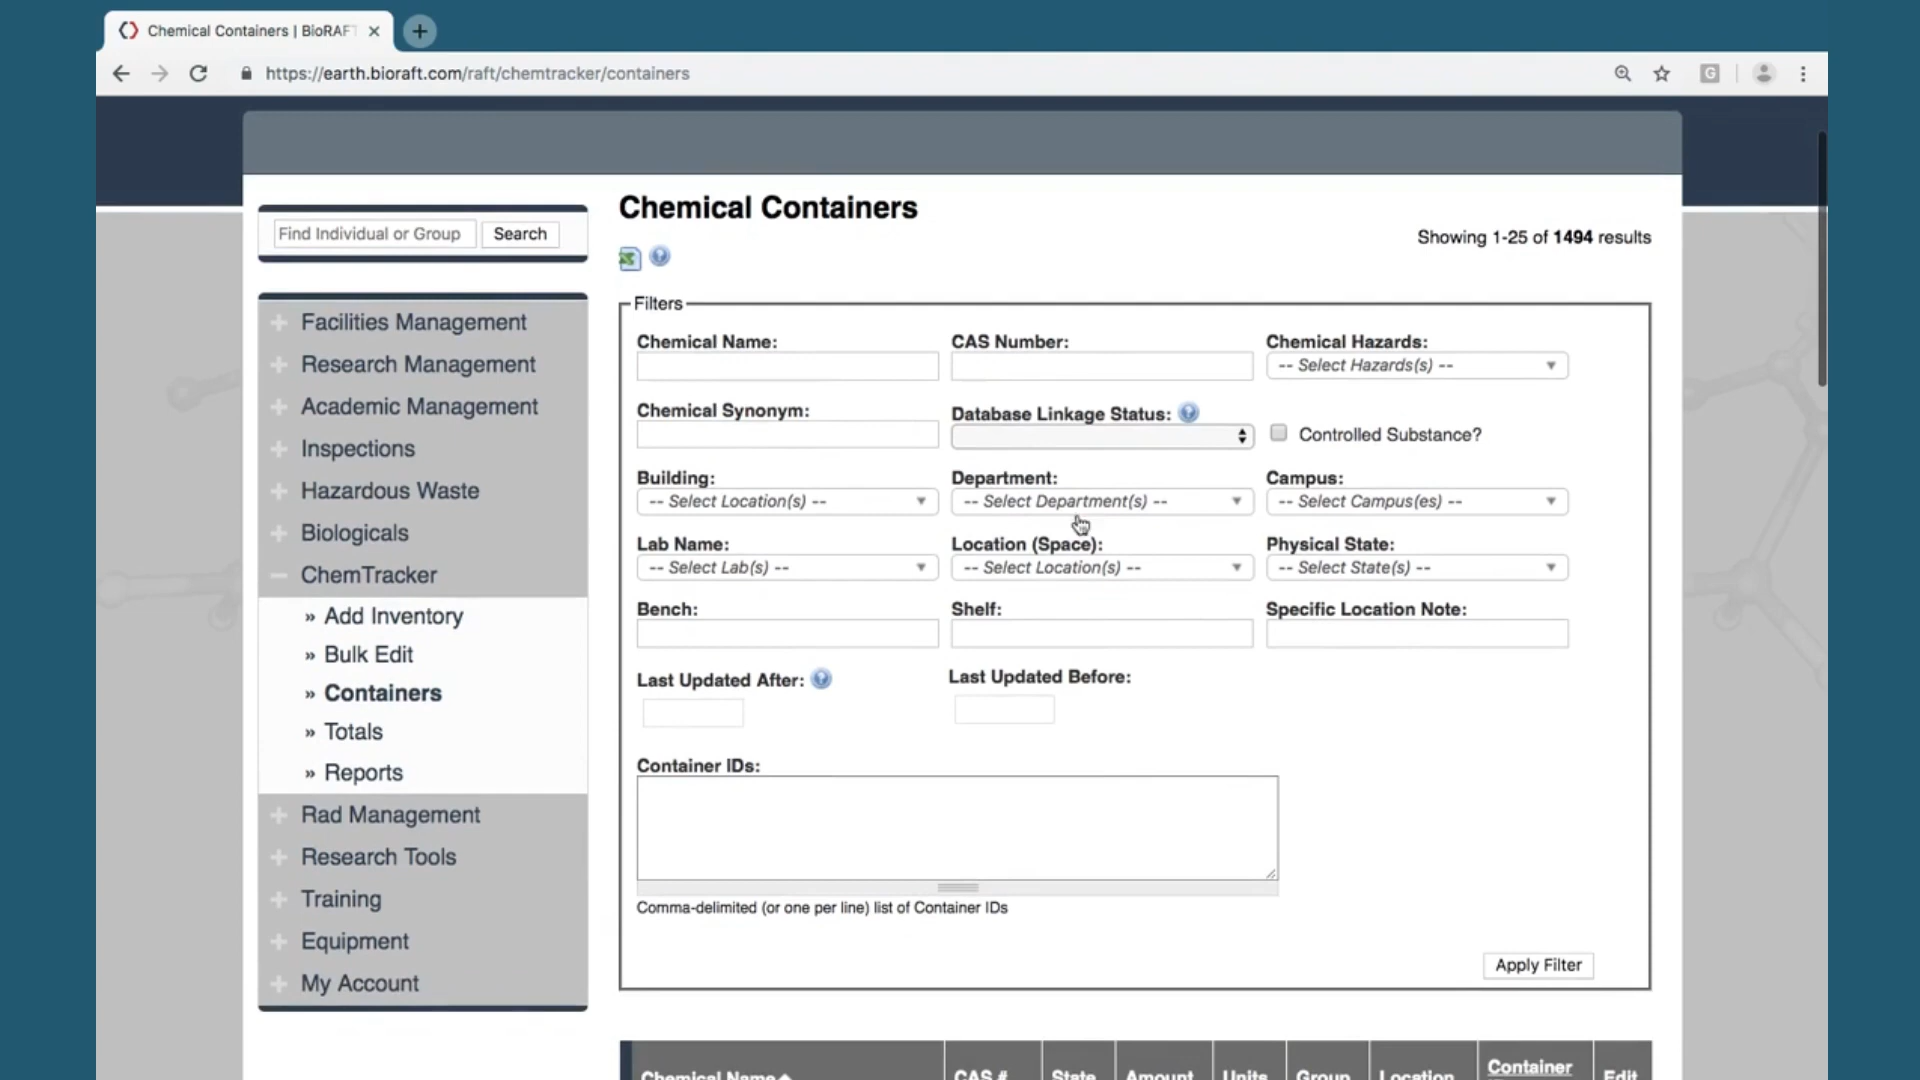 Chemical Containers | BioRAFT
https://earth.bioraft.com/raft/chemtracker/containers
Find Individual or Group Search
Facilities Management
Research Management
Academic Management
Inspections
Hazardous Waste
Biologicals
ChemTracker
» Add Inventory
» Bulk Edit
» Containers
» Totals
» Reports
Rad Management
Research Tools
Training
Equipment
My Account
Chemical Containers
Showing 1-25 of 1494 results
Filters
Chemical Name: CAS Number: Chemical Hazards:
-- Select Hazards(s) --
Chemical Synonym: Database Linkage Status:
Controlled Substance?
Building: Department: Campus:
-- Select Location(s) -- -- Select Department(s) -- -- Select Campus(es) --
Lab Name: Location (Space): Physical State:
-- Select Lab(s) -- -- Select Location(s) -- -- Select State(s) --
Bench: Shelf: Specific Location Note:
Last Updated After: Last Updated Before:
Container IDs:
Comma-delimited (or one per line) list of Container IDs
Apply Filter
Chemical Name CAS # State Amount Units Group Location Container Edit